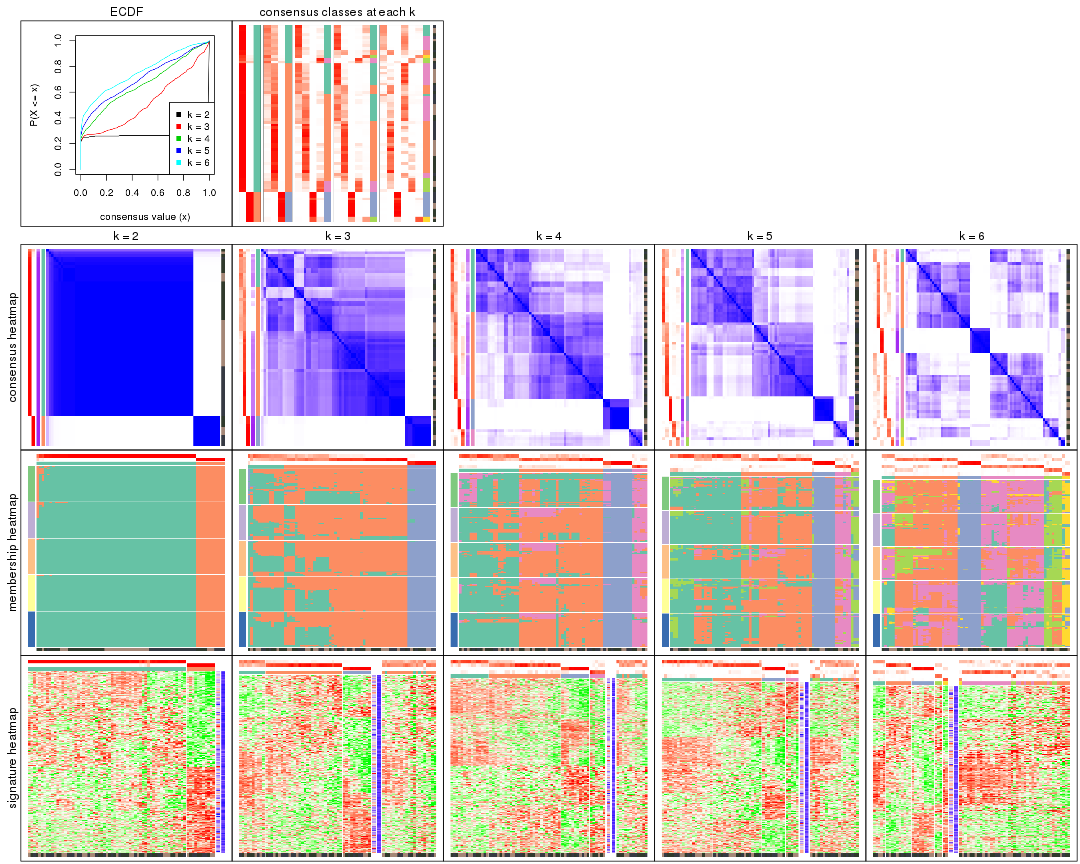 ECDF
consensus classes at each k
P(X <= x)
1.0
0.8
0.6
0.4
0.2
0.0
k = 2
k = 3
k = 4
k = 5
k = 6
0.0 0.2 0.4 0.6 0.8 1.0
consensus value (x)
k = 2 k = 3 k = 4 k = 5 k = 6
consensus heatmap
membership heatmap
signature heatmap